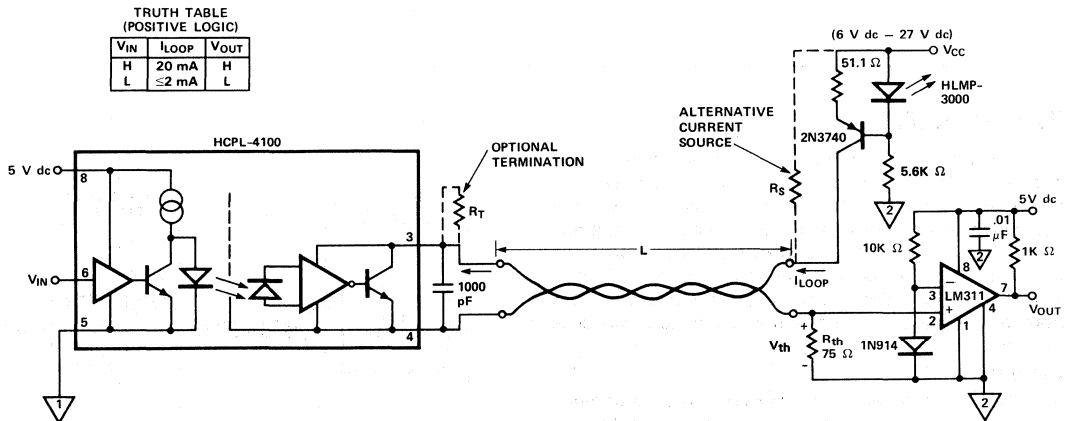 TRUTH TABLE
(POSITIVE LOGIC)
VIN ILOOP VOUT
H 20 mA H
L ≤2 mA L
HCPL-4100
5 V dc
8
VIN
6
5
1
3
4
1000
pF
RT
OPTIONAL
TERMINATION
L
ALTERNATIVE
CURRENT
SOURCE
RS
ILOOP
(6 V dc – 27 V dc)
VCC
51.1 Ω
HLMP-
3000
2N3740
5.6K Ω
2
5V dc
.01
μF
2
10K Ω
1K Ω
8
–
3
LM311
7
VOUT
+
2
4
1
Vth
+
–
Rth
75 Ω
1N914
2